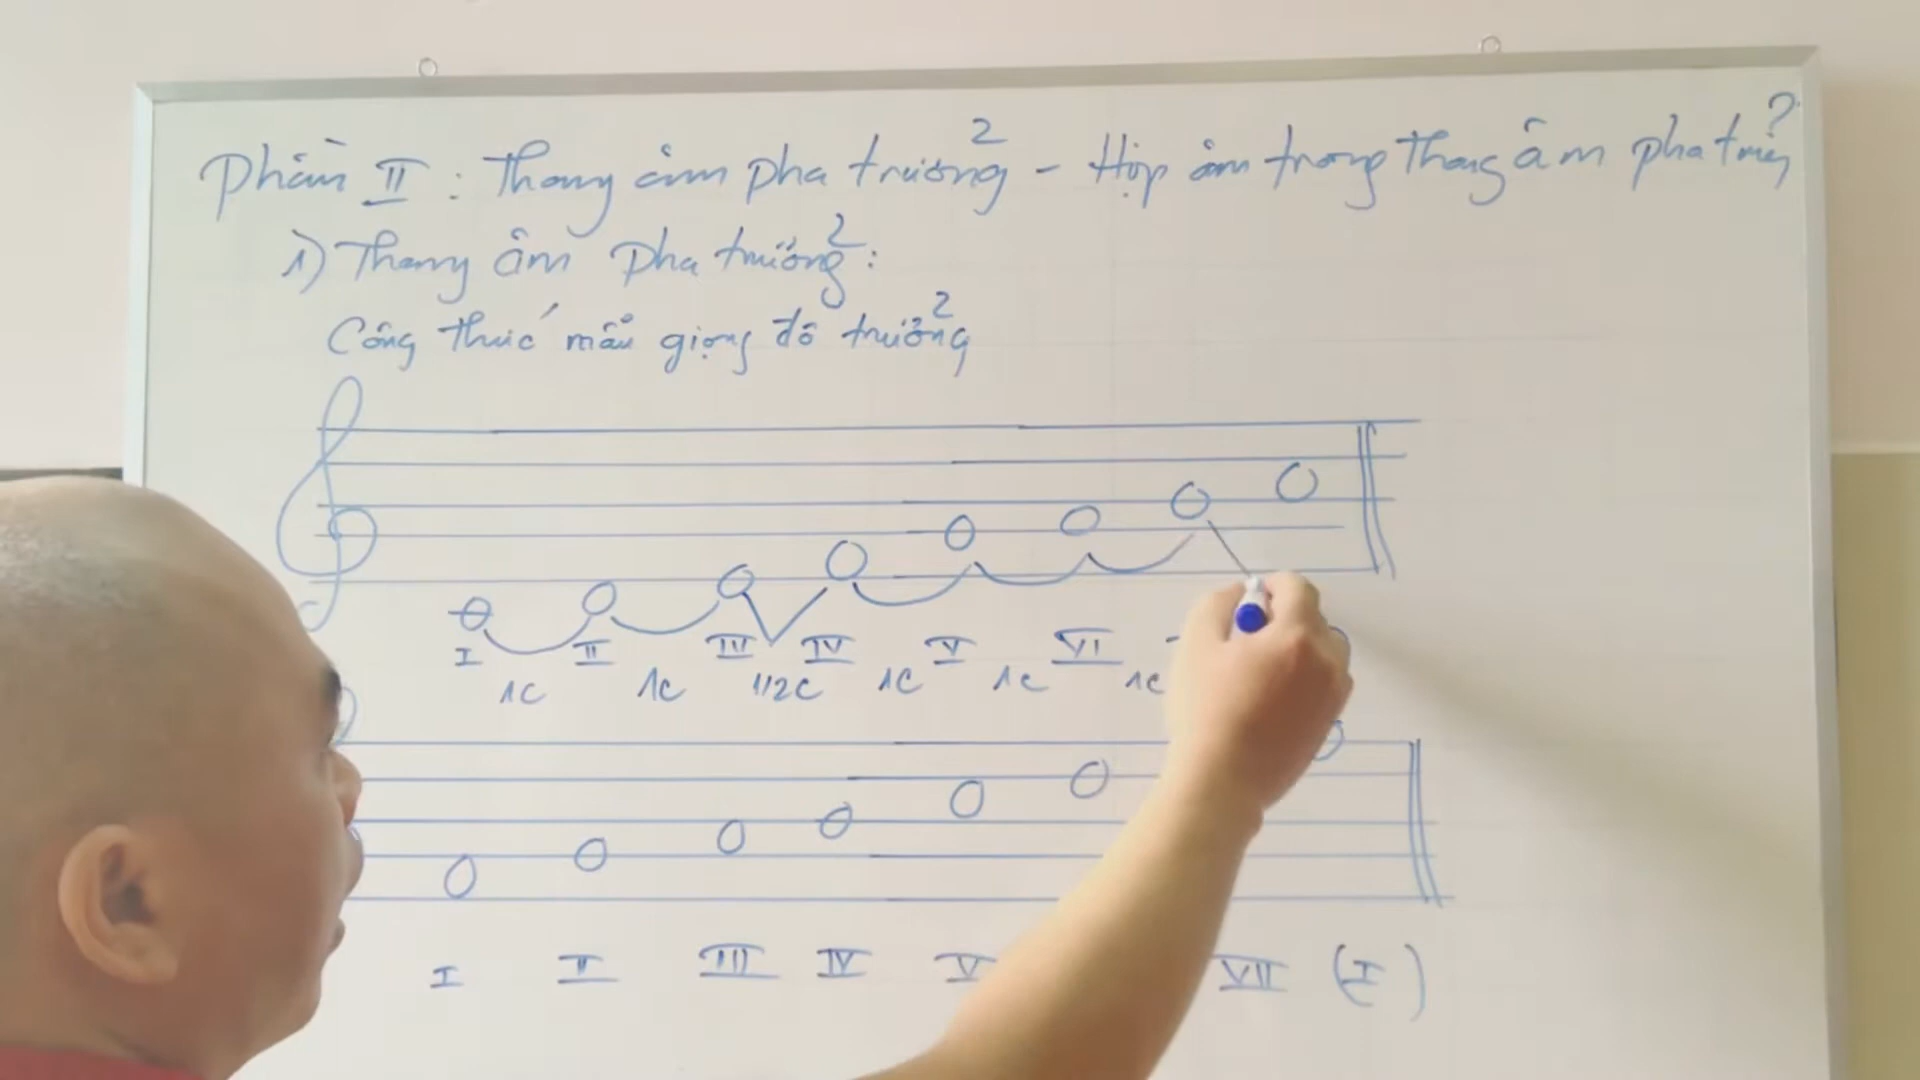 Phần II : Thang âm pha trưởng - Hợp âm trong Thang âm pha trưởng
1) Thang âm pha trưởng :
Công thức mẫu giọng đô trưởng
I II III IV V VI
1C 1C 1/2C 1C 1C 1C
I II III IV V VII (I)